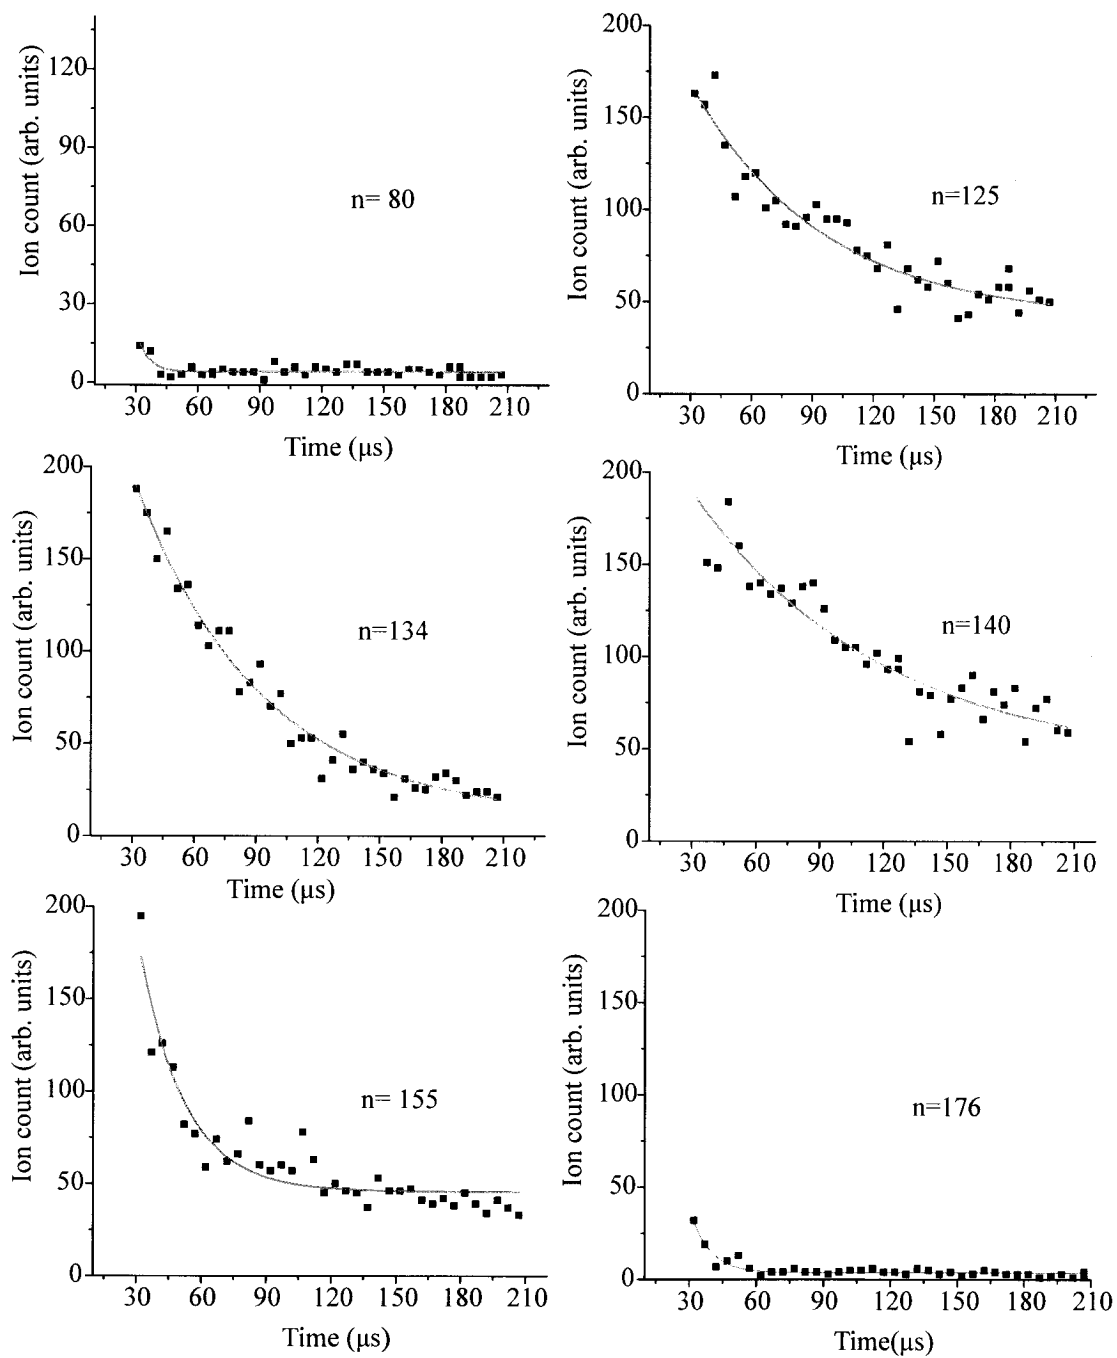 Ion count (arb. units)
120
90
60
30
0
n= 80
30 60 90 120 150 180 210
Time (μs)
Ion count (arb. units)
200
150
100
50
0
n=125
30 60 90 120 150 180 210
Time (μs)
Ion count (arb. units)
200
150
100
50
0
n=134
30 60 90 120 150 180 210
Time (μs)
Ion count (arb. units)
200
150
100
50
0
n=140
30 60 90 120 150 180 210
Time (μs)
Ion count (arb. units)
200
150
100
50
0
n= 155
30 60 90 120 150 180 210
Time (μs)
Ion count (arb. units)
200
150
100
50
0
n=176
30 60 90 120 150 180 210
Time(μs)